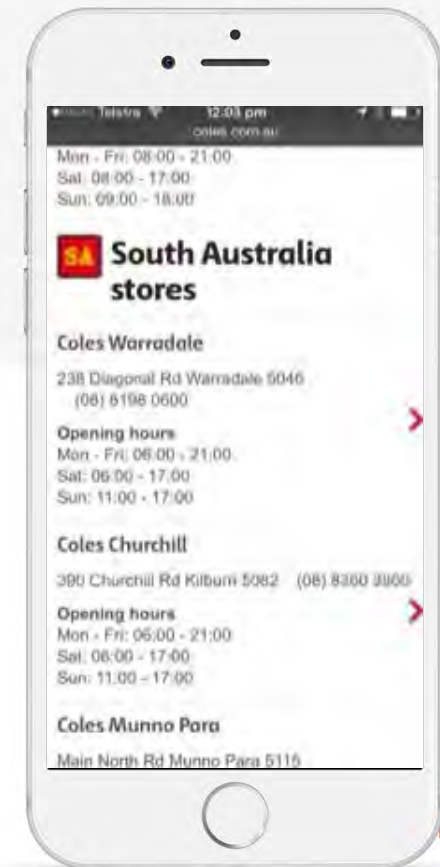 Telstra 12:03 pm
coles.com.au
Mon - Fri: 08:00 - 21:00
Sat: 08:00 - 17:00
Sun: 09:00 - 18:00
SA South Australia
stores
Coles Warradale
238 Diagonal Rd Warradale 5046
(08) 8198 0600
Opening hours
Mon - Fri: 06:00 - 21:00
Sat: 06:00 - 17:00
Sun: 11:00 - 17:00
Coles Churchill
390 Churchill Rd Kilburn 5082 (08) 8360
Opening hours
Mon - Fri: 06:00 - 21:00
Sat: 06:00 - 17:00
Sun: 11:00 - 17:00
Coles Munno Para
Main North Rd Munno Para 5115